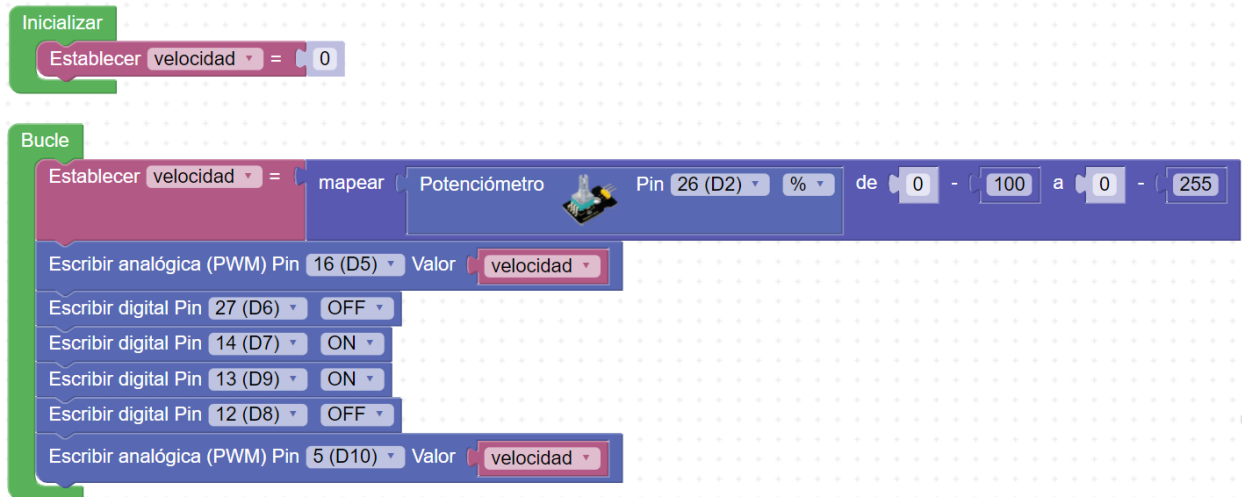 Inicializar
Establecer velocidad = 0
Bucle
Establecer velocidad = mapear Potenciómetro Pin 26 (D2) % de 0 - 100 a 0 - 255
Escribir analógica (PWM) Pin 16 (D5) Valor velocidad
Escribir digital Pin 27 (D6) OFF
Escribir digital Pin 14 (D7) ON
Escribir digital Pin 13 (D9) ON
Escribir digital Pin 12 (D8) OFF
Escribir analógica (PWM) Pin 5 (D10) Valor velocidad